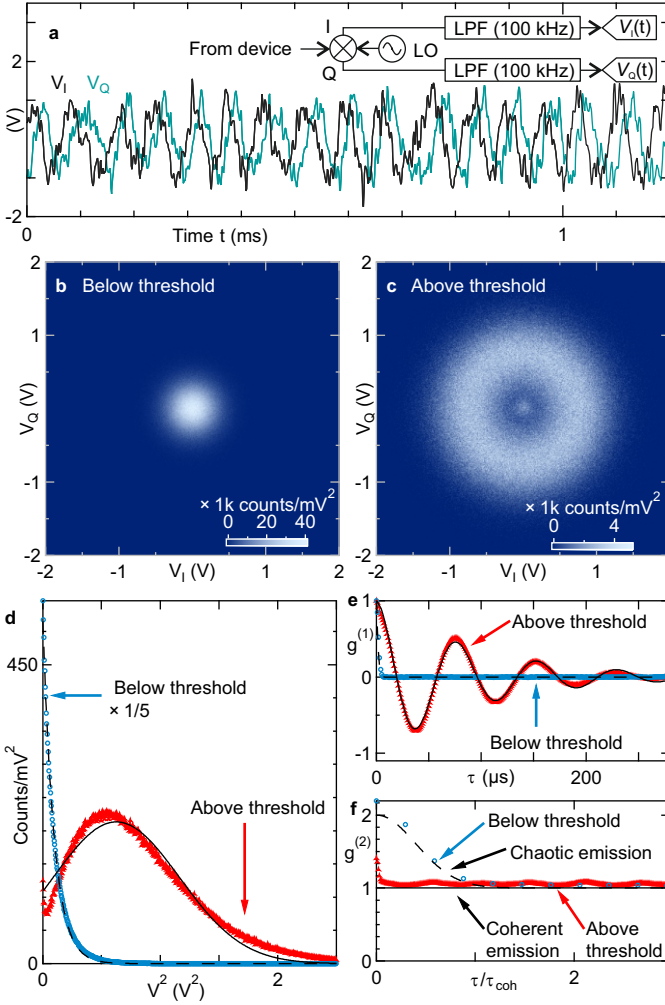 a
I
LPF (100 kHz)
V_I(t)
From device
LO
Q
LPF (100 kHz)
V_Q(t)
V_I
V_Q
2
(V)
-2
0
Time t (ms)
1
b Below threshold
c Above threshold
2
1
V_Q (V)
-1
-2
× 1k counts/mV²
0 20 40
-2 -1 V_I (V) 1 2
2
1
V_Q (V)
-1
-2
× 1k counts/mV²
0 4
-2 -1 V_I (V) 1 2
d
450
Below threshold
× 1/5
Counts/mV²
Above threshold
0
0 2
V² (V²)
e
1
g⁽¹⁾
Above threshold
0
Below threshold
-1
0 τ (µs) 200
f
2
g⁽²⁾
Below threshold
Chaotic emission
1
Coherent
emission
Above
threshold
0
0 τ/τ_coh 2